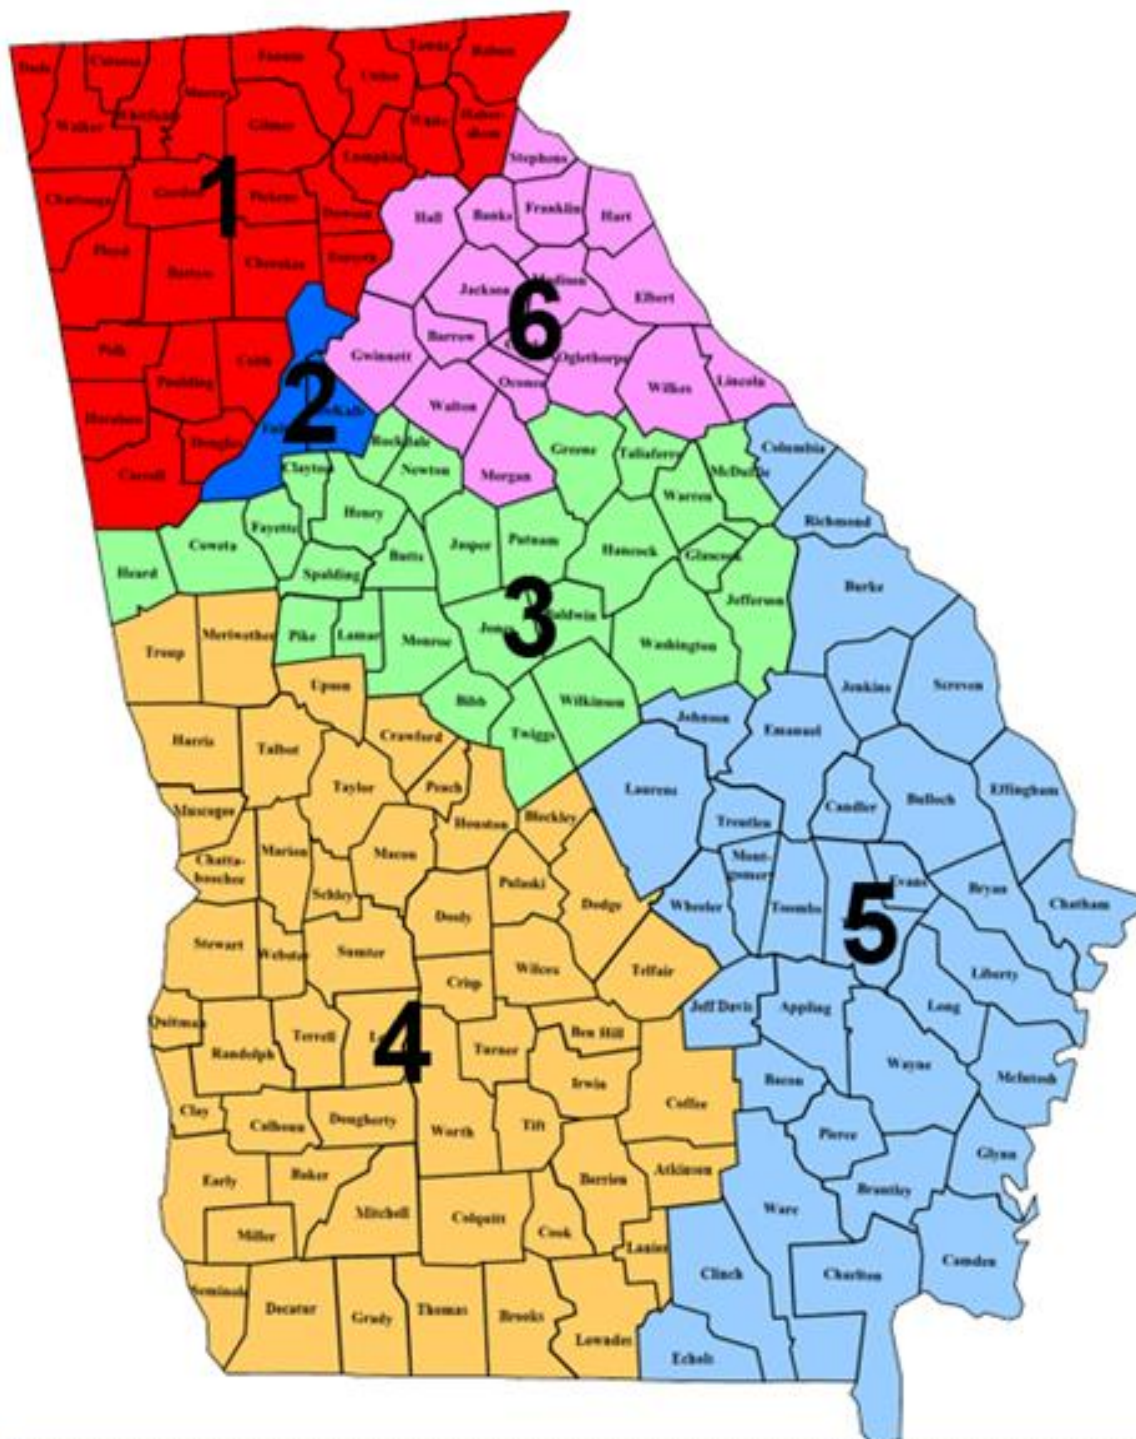 Dade
Catoosa
Fannin
Towns
Rabun
Union
Murray
Walker
Whitfield
Gilmer
White
Haber-
sham
Lumpkin
Stephens
Chattooga
Gordon
1
Pickens
Dawson
Hall
Banks
Franklin
Hart
Floyd
Bartow
Cherokee
Forsyth
Jackson
Madison
Elbert
6
Polk
Cobb
Gwinnett
Barrow
Oglethorpe
Paulding
2
DeKalb
Oconee
Wilkes
Lincoln
Haralson
Walton
Douglas
Carroll
Clayton
Rockdale
Newton
Morgan
Greene
Taliaferro
McDuffie
Columbia
Warren
Richmond
Heard
Coweta
Fayette
Henry
Spalding
Butts
Jasper
Putnam
Hancock
Glascock
Burke
Jefferson
3
Troup
Meriwether
Pike
Lamar
Monroe
Jones
Baldwin
Washington
Jenkins
Screven
Upson
Bibb
Wilkinson
Twiggs
Johnson
Emanuel
Harris
Talbot
Crawford
Taylor
Peach
Laurens
Treutlen
Candler
Bulloch
Effingham
Muscogee
Houston
Bleckley
Chatta-
hoochee
Marion
Macon
Schley
Pulaski
Dodge
Mont-
gomery
Evans
Bryan
Chatham
Wheeler
Toombs
5
Dooly
Stewart
Webster
Sumter
Crisp
Wilcox
Telfair
Liberty
Long
Jeff Davis
Appling
Quitman
Randolph
Terrell
4
Turner
Ben Hill
Irwin
Coffee
Bacon
Wayne
McIntosh
Clay
Calhoun
Dougherty
Worth
Tift
Pierce
Glynn
Early
Baker
Mitchell
Colquitt
Berrien
Atkinson
Ware
Brantley
Miller
Cook
Lanier
Clinch
Charlton
Camden
Seminole
Decatur
Grady
Thomas
Brooks
Lowndes
Echols